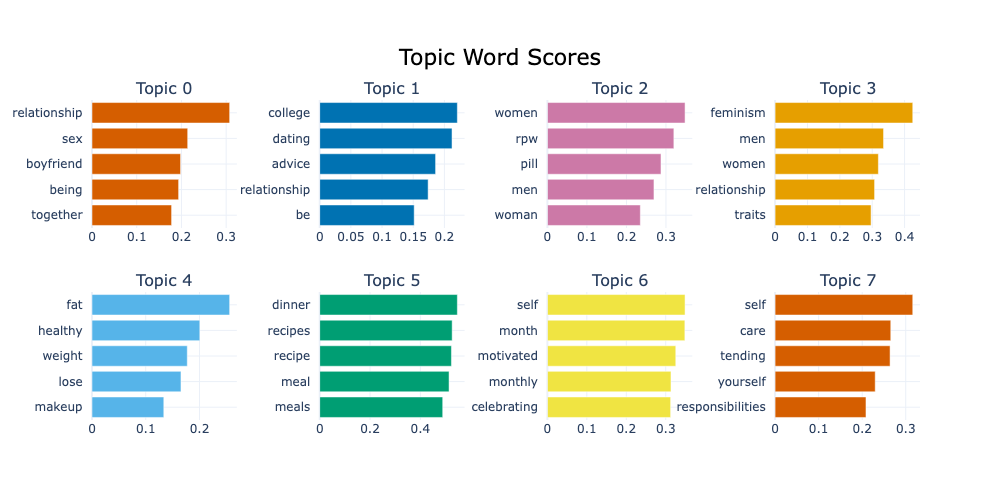 Topic Word Scores
Topic 0
relationship
sex
boyfriend
being
together
0 0.1 0.2 0.3
Topic 1
college
dating
advice
relationship
be
0 0.05 0.1 0.15 0.2
Topic 2
women
rpw
pill
men
woman
0 0.1 0.2 0.3
Topic 3
feminism
men
women
relationship
traits
0 0.1 0.2 0.3 0.4
Topic 4
fat
healthy
weight
lose
makeup
0 0.1 0.2
Topic 5
dinner
recipes
recipe
meal
meals
0 0.2 0.4
Topic 6
self
month
motivated
monthly
celebrating
0 0.1 0.2 0.3
Topic 7
self
care
tending
yourself
responsibilities
0 0.1 0.2 0.3